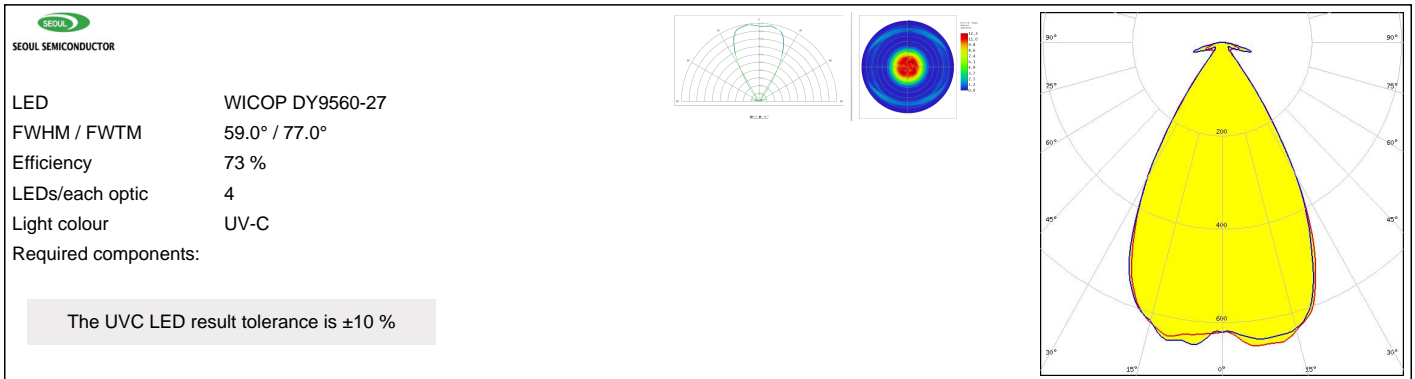 SEOUL
SEOUL SEMICONDUCTOR
LED WICOP DY9560-27
FWHM / FWTM 59.0° / 77.0°
Efficiency 73 %
LEDs/each optic 4
Light colour UV-C
Required components:
The UVC LED result tolerance is ±10 %
90° 90°
75° 75°
200
60° 60°
45° 400 45°
600
30° 30°
15° 0° 15°